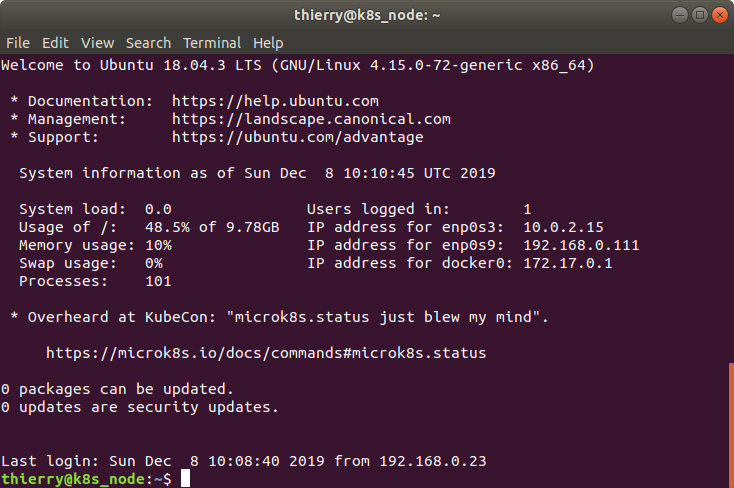 thierry@k8s_node: ~
File Edit View Search Terminal Help
Welcome to Ubuntu 18.04.3 LTS (GNU/Linux 4.15.0-72-generic x86_64)
 * Documentation:  https://help.ubuntu.com
 * Management:     https://landscape.canonical.com
 * Support:        https://ubuntu.com/advantage
  System information as of Sun Dec  8 10:10:45 UTC 2019
  System load:  0.0               Users logged in:        1
  Usage of /:   48.5% of 9.78GB   IP address for enp0s3:  10.0.2.15
  Memory usage: 10%               IP address for enp0s9:  192.168.0.111
  Swap usage:   0%                IP address for docker0: 172.17.0.1
  Processes:    101
 * Overheard at KubeCon: "microk8s.status just blew my mind".
     https://microk8s.io/docs/commands#microk8s.status
0 packages can be updated.
0 updates are security updates.
Last login: Sun Dec  8 10:08:40 2019 from 192.168.0.23
thierry@k8s_node:~$